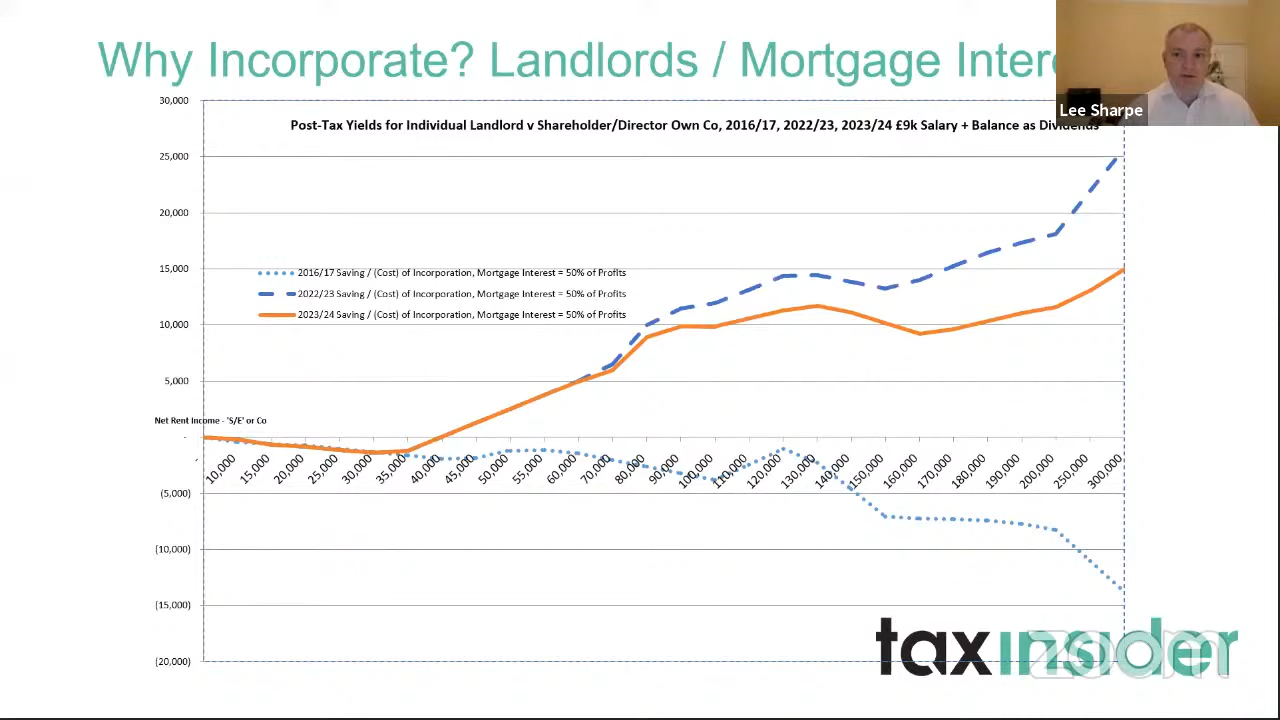 Why Incorporate? Landlords / Mortgage Intere
Lee Sharpe
Post-Tax Yields for Individual Landlord v Shareholder/Director Own Co, 2016/17, 2022/23, 2023/24 £9k Salary + Balance as Dividends
30,000
25,000
20,000
15,000
10,000
5,000
-
(5,000)
(10,000)
(15,000)
(20,000)
2016/17 Saving / (Cost) of Incorporation, Mortgage Interest = 50% of Profits
2022/23 Saving / (Cost) of Incorporation, Mortgage Interest = 50% of Profits
2023/24 Saving / (Cost) of Incorporation, Mortgage Interest = 50% of Profits
Net Rent Income - 'S/E' or Co
- 10,000 15,000 20,000 25,000 30,000 35,000 40,000 45,000 50,000 55,000 60,000 70,000 80,000 90,000 100,000 110,000 120,000 130,000 140,000 150,000 160,000 170,000 180,000 190,000 200,000 250,000 300,000
taxinsider
zoom